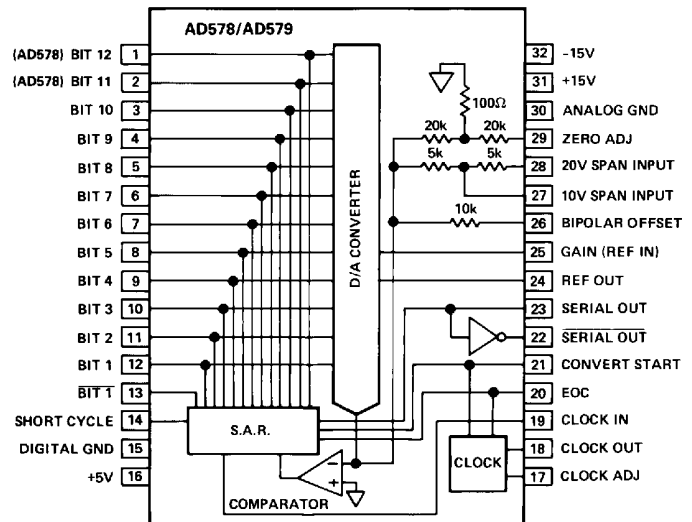 AD578/AD579
(AD578) BIT 12 1
(AD578) BIT 11 2
BIT 10 3
BIT 9 4
BIT 8 5
BIT 7 6
BIT 6 7
BIT 5 8
BIT 4 9
BIT 3 10
BIT 2 11
BIT 1 12
BIT 1 13
SHORT CYCLE 14
DIGITAL GND 15
+5V 16
D/A CONVERTER
S.A.R.
COMPARATOR
−
+
100Ω
20k 20k
5k 5k
10k
CLOCK
32 −15V
31 +15V
30 ANALOG GND
29 ZERO ADJ
28 20V SPAN INPUT
27 10V SPAN INPUT
26 BIPOLAR OFFSET
25 GAIN (REF IN)
24 REF OUT
23 SERIAL OUT
22 SERIAL OUT
21 CONVERT START
20 EOC
19 CLOCK IN
18 CLOCK OUT
17 CLOCK ADJ